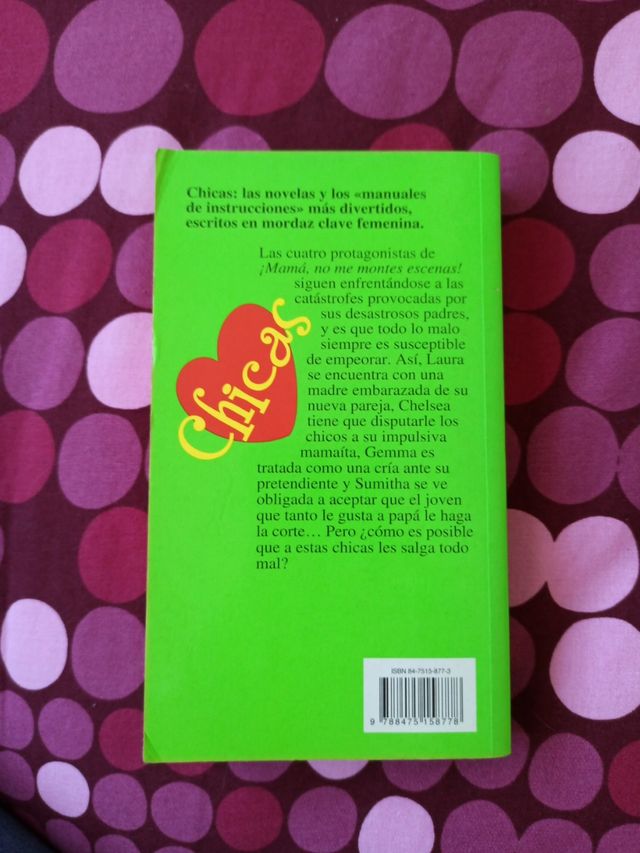 Chicas: las novelas y los «manuales
de instrucciones» más divertidos,
escritos en mordaz clave femenina.
Las cuatro protagonistas de
¡Mamá, no me montes escenas!
siguen enfrentándose a las
catástrofes provocadas por
sus desastrosos padres,
y es que todo lo malo
siempre es susceptible
de empeorar. Así, Laura
se encuentra con una
madre embarazada de su
nueva pareja, Chelsea
tiene que disputarle los
chicos a su impulsiva
mamaíta, Gemma es
tratada como una cría ante su
pretendiente y Sumitha se ve
obligada a aceptar que el joven
que tanto le gusta a papá le haga
la corte... Pero ¿cómo es posible
que a estas chicas les salga todo
mal?
Chicas
ISBN 84-7515-877-3
9 788475 158778